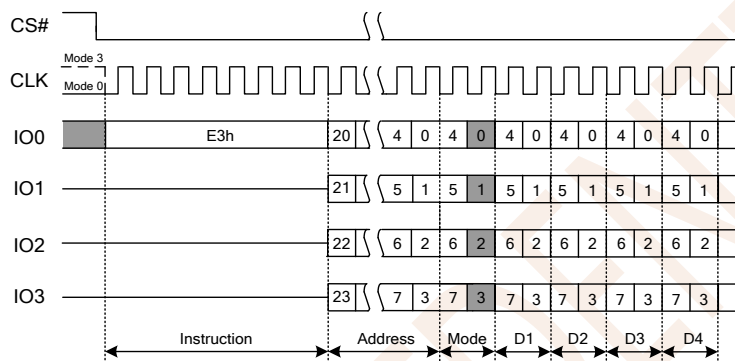 CS#
Mode 3
CLK
Mode 0
IO0 E3h 20 4 0 4 0 4 0 4 0 4 0 4 0
IO1 21 5 1 5 1 5 1 5 1 5 1 5 1
IO2 22 6 2 6 2 6 2 6 2 6 2 6 2
IO3 23 7 3 7 3 7 3 7 3 7 3 7 3
Instruction Address Mode D1 D2 D3 D4